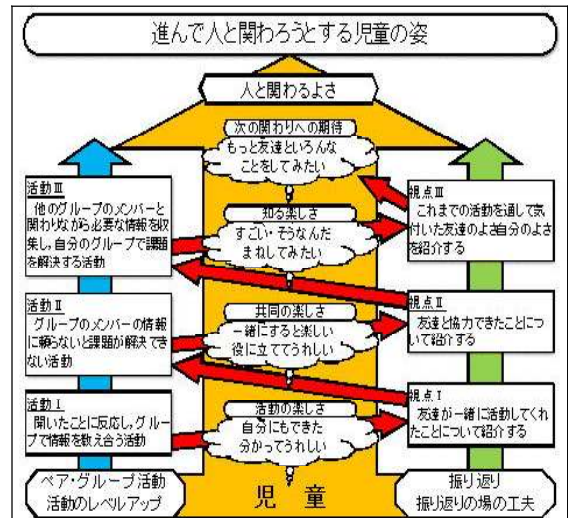 進んで人と関わろうとする児童の姿
人と関わるよさ
次の関わりへの期待
もっと友達といろんな
ことをしてみたい
活動Ⅲ
他のグループのメンバーと
関わりながら必要な情報を収
集し,自分のグループで課題
を解決する活動
知る楽しさ
すごい・そうなんだ
まねしてみたい
視点Ⅲ
これまでの活動を通して気
付いた友達のよさ自分のよさ
を紹介する
活動Ⅱ
グループのメンバーの情報
に頼らないと課題が解決でき
ない活動
共同の楽しさ
一緒にすると楽しい
役に立ててうれしい
視点Ⅱ
友達と協力できたことにつ
いて紹介する
活動Ⅰ
聞いたことに反応し,グルー
プで情報を教え合う活動
活動の楽しさ
自分にもできた
分かってうれしい
視点Ⅰ
友達が一緒に活動してくれ
たことについて紹介する
ペア・グループ活動
活動のレベルアップ
児童
振り返り
振り返りの場の工夫